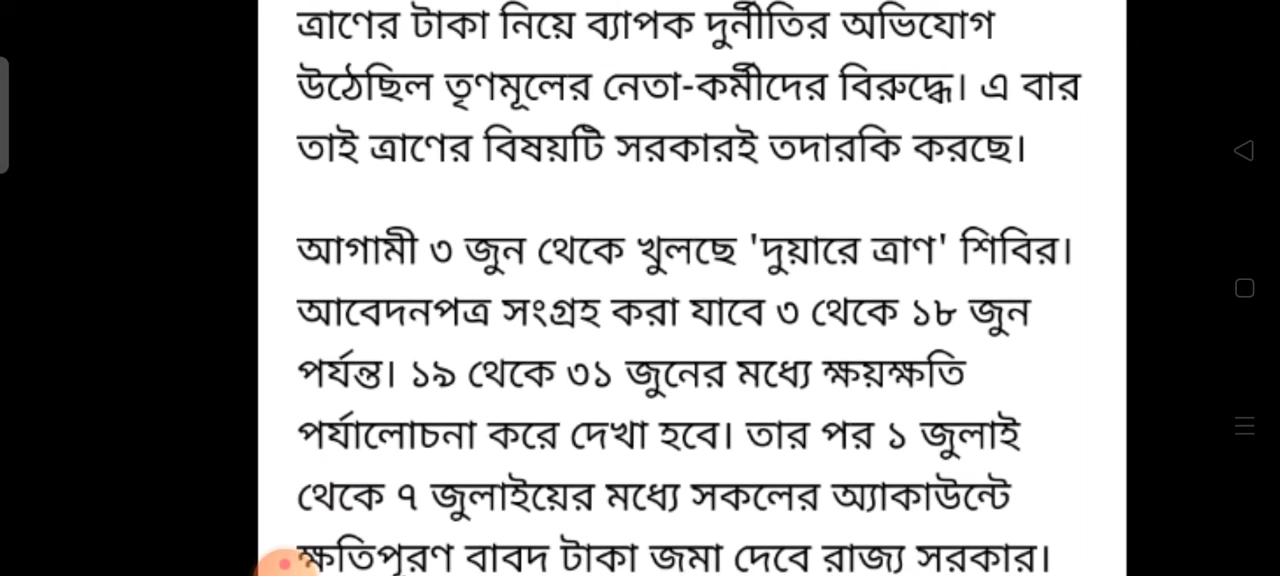 ত্রাণের টাকা নিয়ে ব্যাপক দুর্নীতির অভিযোগ
উঠেছিল তৃণমূলের নেতা-কর্মীদের বিরুদ্ধে। এ বার
তাই ত্রাণের বিষয়টি সরকারই তদারকি করছে।
আগামী ৩ জুন থেকে খুলছে 'দুয়ারে ত্রাণ' শিবির।
আবেদনপত্র সংগ্রহ করা যাবে ৩ থেকে ১৮ জুন
পর্যন্ত। ১৯ থেকে ৩১ জুনের মধ্যে ক্ষয়ক্ষতি
পর্যালোচনা করে দেখা হবে। তার পর ১ জুলাই
থেকে ৭ জুলাইয়ের মধ্যে সকলের অ্যাকাউন্টে
ক্ষতিপূরণ বাবদ টাকা জমা দেবে রাজ্য সরকার।